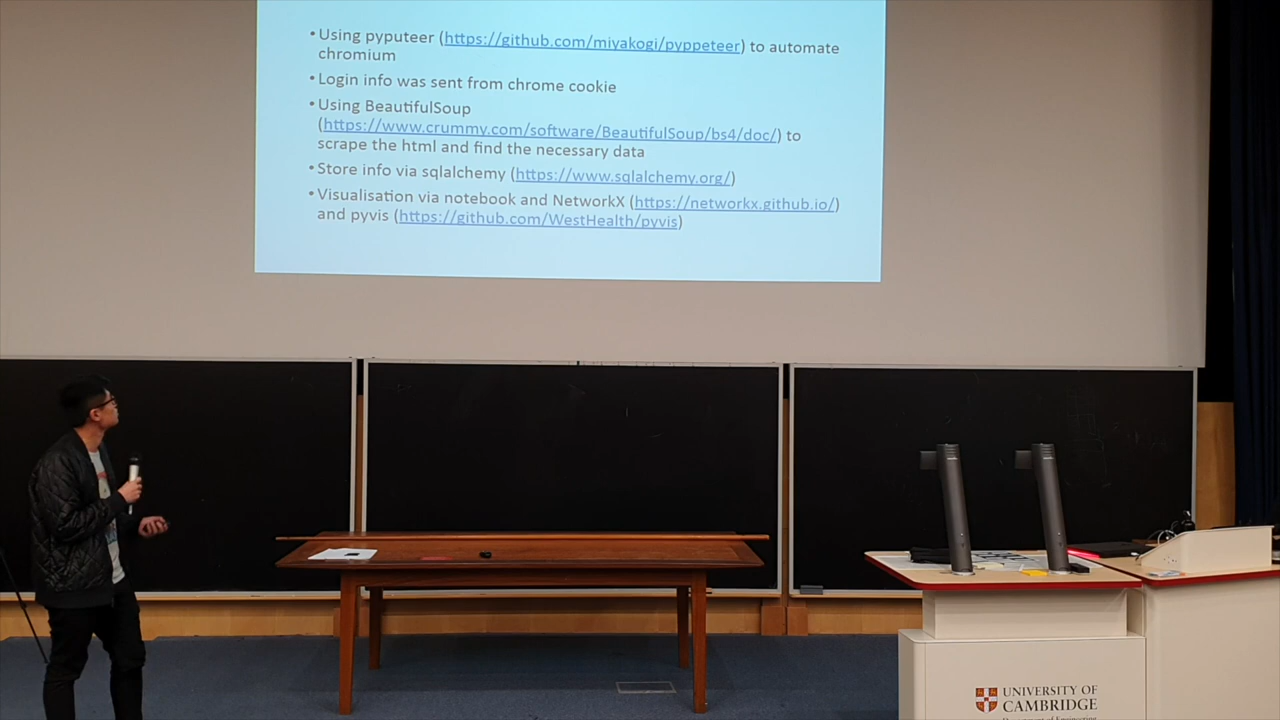 • Using pyputeer (https://github.com/miyakogi/pyppeteer) to automate
chromium
• Login info was sent from chrome cookie
• Using BeautifulSoup
(https://www.crummy.com/software/BeautifulSoup/bs4/doc/) to
scrape the html and find the necessary data
• Store info via sqlalchemy (https://www.sqlalchemy.org/)
• Visualisation via notebook and NetworkX (https://networkx.github.io/)
and pyvis (https://github.com/WestHealth/pyvis)
UNIVERSITY OF
CAMBRIDGE
Department of Engineering